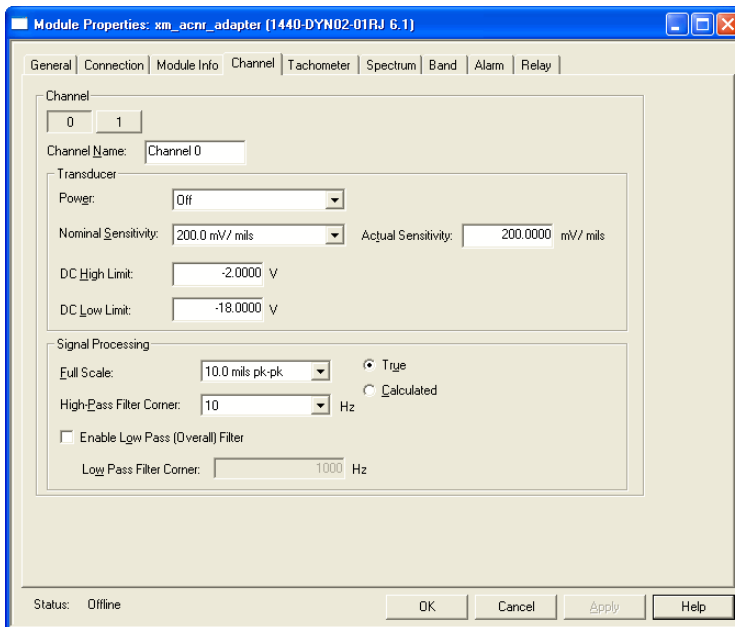 Module Properties: xm_acnr_adapter (1440-DYN02-01RJ 6.1)
General Connection Module Info Channel Tachometer Spectrum Band Alarm Relay
Channel
0 1
Channel Name: Channel 0
Transducer
Power: Off
Nominal Sensitivity: 200.0 mV/ mils Actual Sensitivity: 200.0000 mV/ mils
DC High Limit: -2.0000 V
DC Low Limit: -18.0000 V
Signal Processing
Full Scale: 10.0 mils pk-pk True
Calculated
High-Pass Filter Corner: 10 Hz
Enable Low Pass (Overall) Filter
Low Pass Filter Corner: 1000 Hz
Status: Offline OK Cancel Apply Help